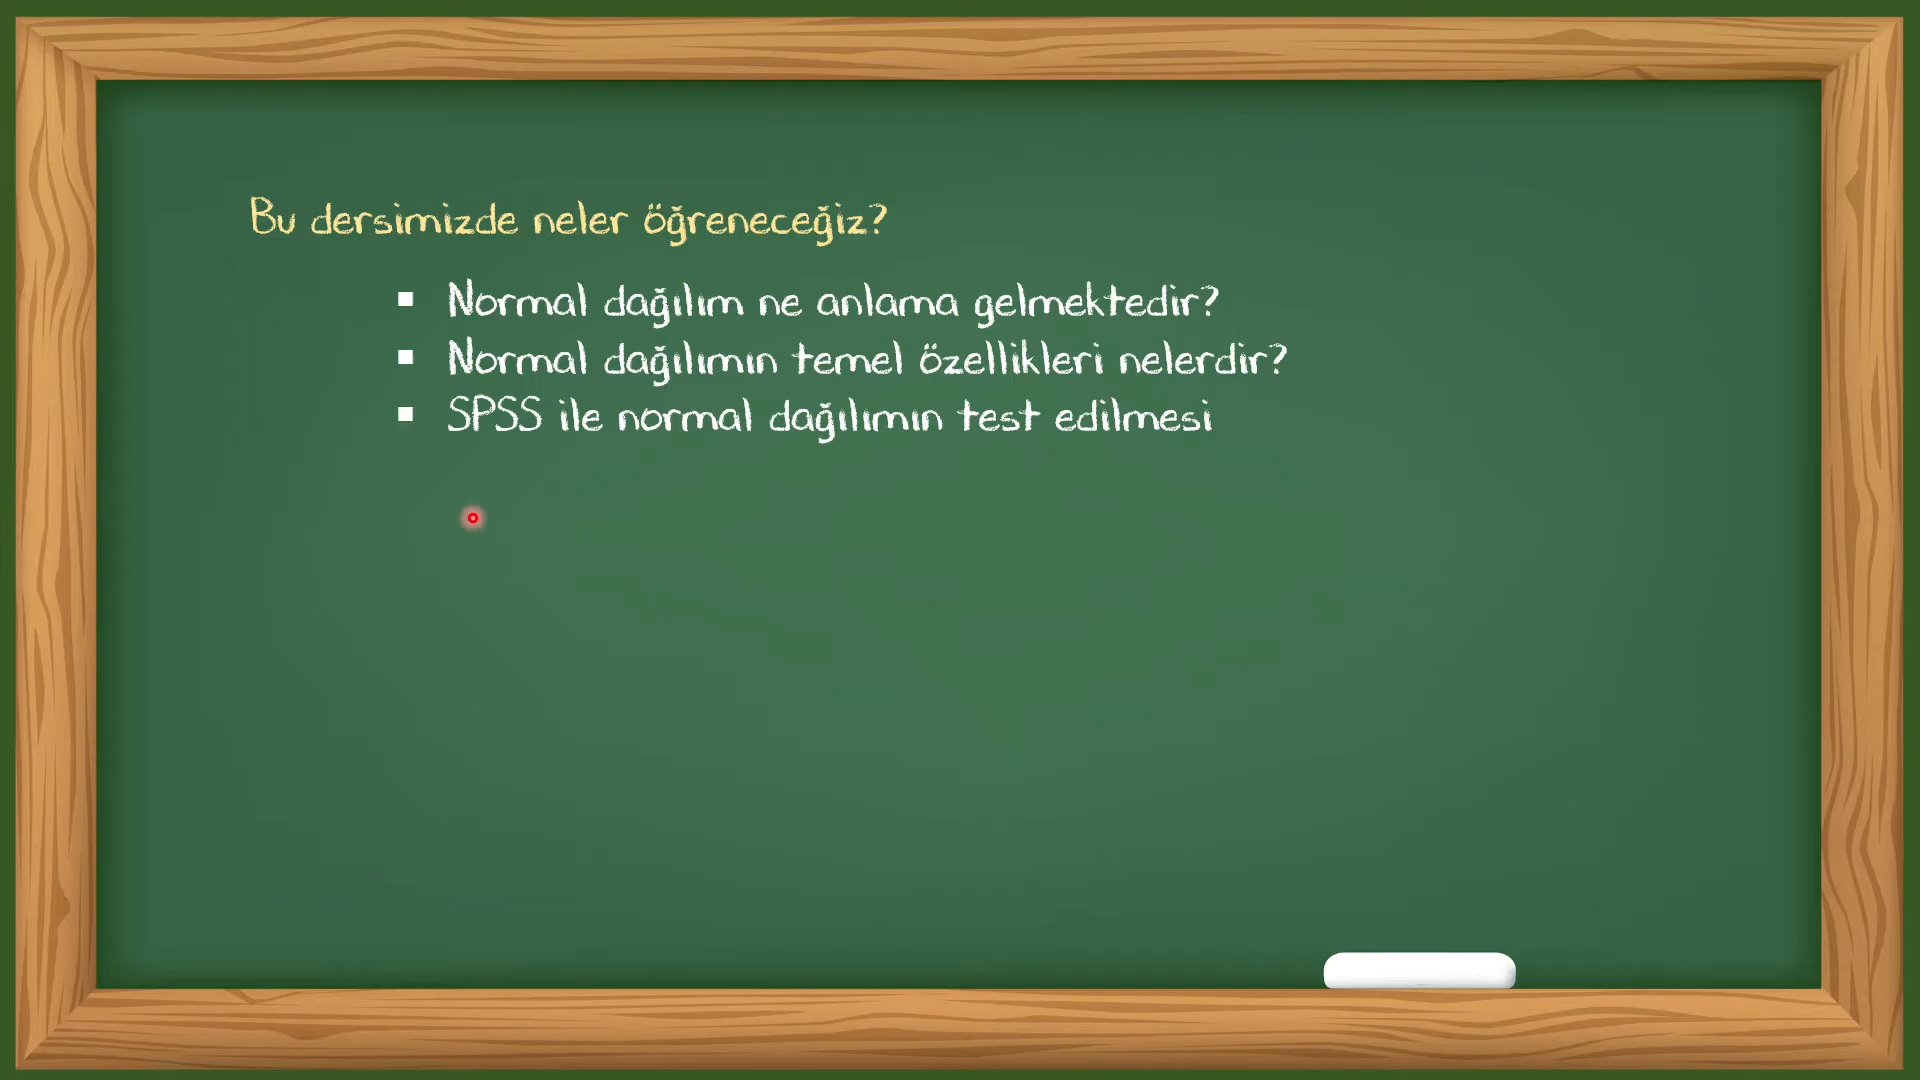 Bu dersimizde neler öğreneceğiz?
▪ Normal dağılım ne anlama gelmektedir?
▪ Normal dağılımın temel özellikleri nelerdir?
▪ SPSS ile normal dağılımın test edilmesi